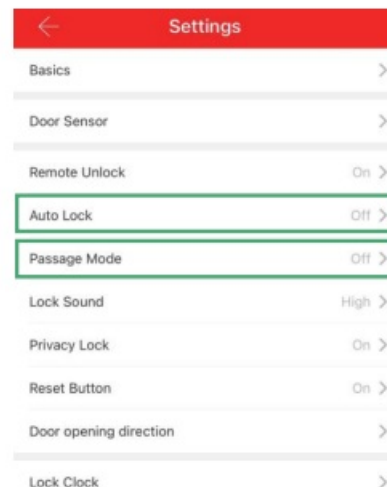 Settings
Basics
Door Sensor
Remote Unlock On
Auto Lock Off
Passage Mode Off
Lock Sound High
Privacy Lock On
Reset Button On
Door opening direction
Lock Clock